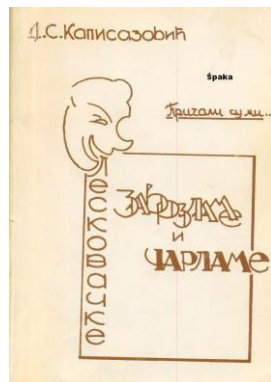 Д.С.Каписазовић
Špaka
Причали су ми..
ЛЕСКОВАЧКЕ
ЗАВРЗЛАМЕ
И
ЧАРЛАМЕ